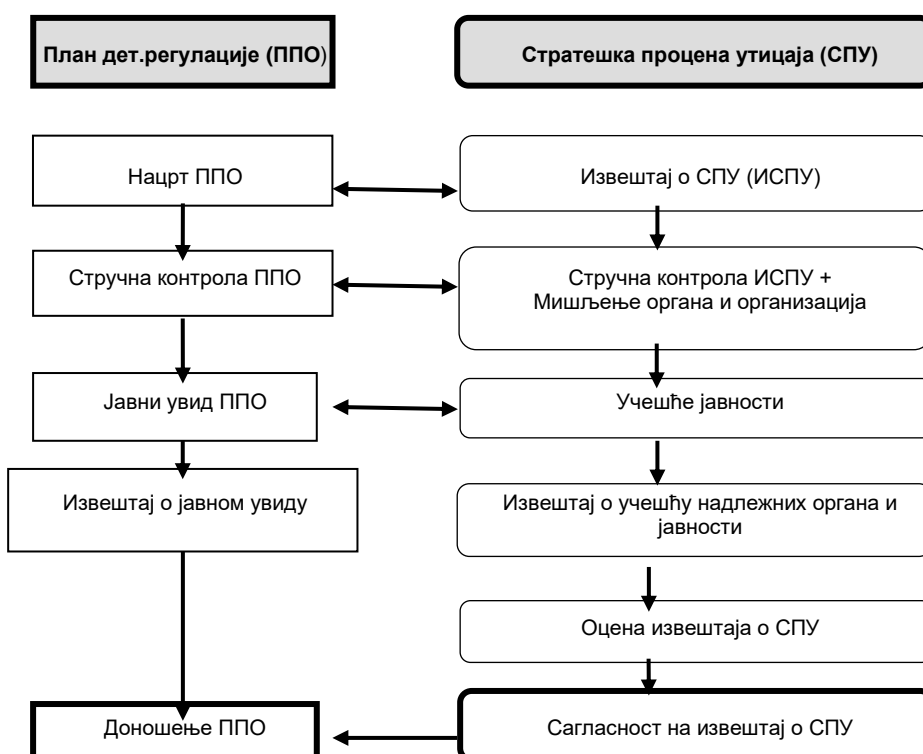 План дет.регулације (ППО)
Стратешка процена утицаја (СПУ)
Нацрт ППО
Извештај о СПУ (ИСПУ)
Стручна контрола ППО
Стручна контрола ИСПУ +
Мишљење органа и организација
Јавни увид ППО
Учешће јавности
Извештај о јавном увиду
Извештај о учешћу надлежних органа и
јавности
Оцена извештаја о СПУ
Доношење ППО
Сагласност на извештај о СПУ